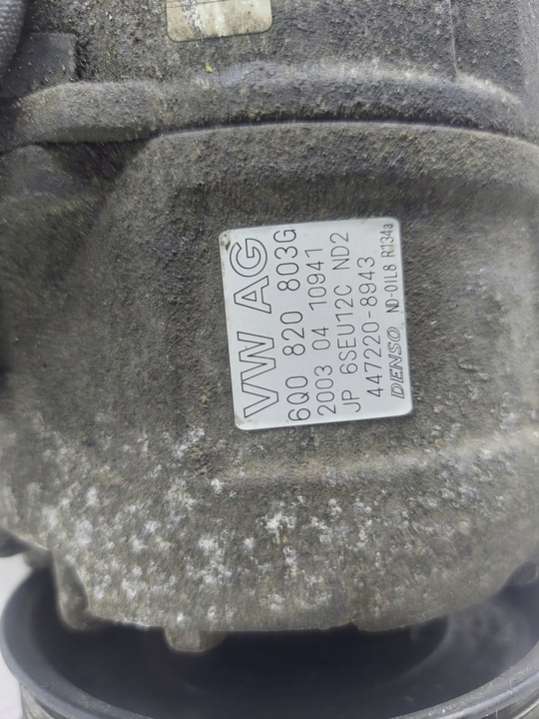 VW AG
6Q0 820 803G
2003 04 10941
JP 6SEU12C ND2
447220-8943
DENSO ND-OIL8 R134a